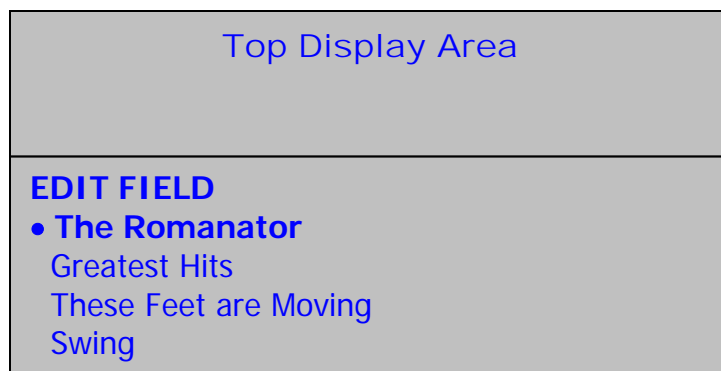 Top Display Area
EDIT FIELD
• The Romanator
Greatest Hits
These Feet are Moving
Swing